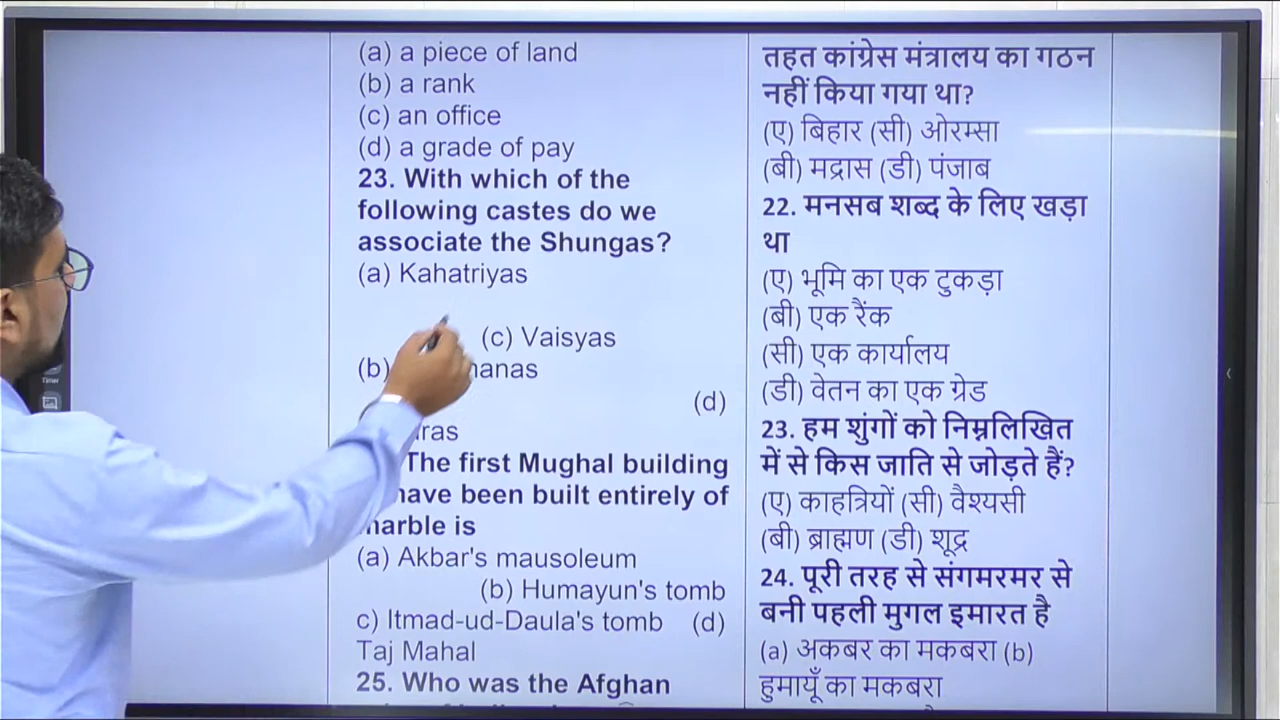 (a) a piece of land
(b) a rank
(c) an office
(d) a grade of pay
23. With which of the
following castes do we
associate the Shungas?
(a) Kahatriyas
(c) Vaisyas
(b)
(d)
The first Mughal building
have been built entirely of
marble is
(a) Akbar's mausoleum
(b) Humayun's tomb
c) Itmad-ud-Daula's tomb (d)
Taj Mahal
25. Who was the Afghan
तहत कांग्रेस मंत्रालय का गठन
नहीं किया गया था?
(ए) बिहार (सी) ओरम्सा
(बी) मद्रास (डी) पंजाब
22. मनसब शब्द के लिए खड़ा
था
(ए) भूमि का एक टुकड़ा
(बी) एक रैंक
(सी) एक कार्यालय
(डी) वेतन का एक ग्रेड
23. हम शुंगों को निम्नलिखित
में से किस जाति से जोड़ते हैं?
(ए) काहत्रियों (सी) वैश्यसी
(बी) ब्राह्मण (डी) शूद्र
24. पूरी तरह से संगमरमर से
बनी पहली मुगल इमारत है
(a) अकबर का मकबरा (b)
हुमायूँ का मकबरा
Timer